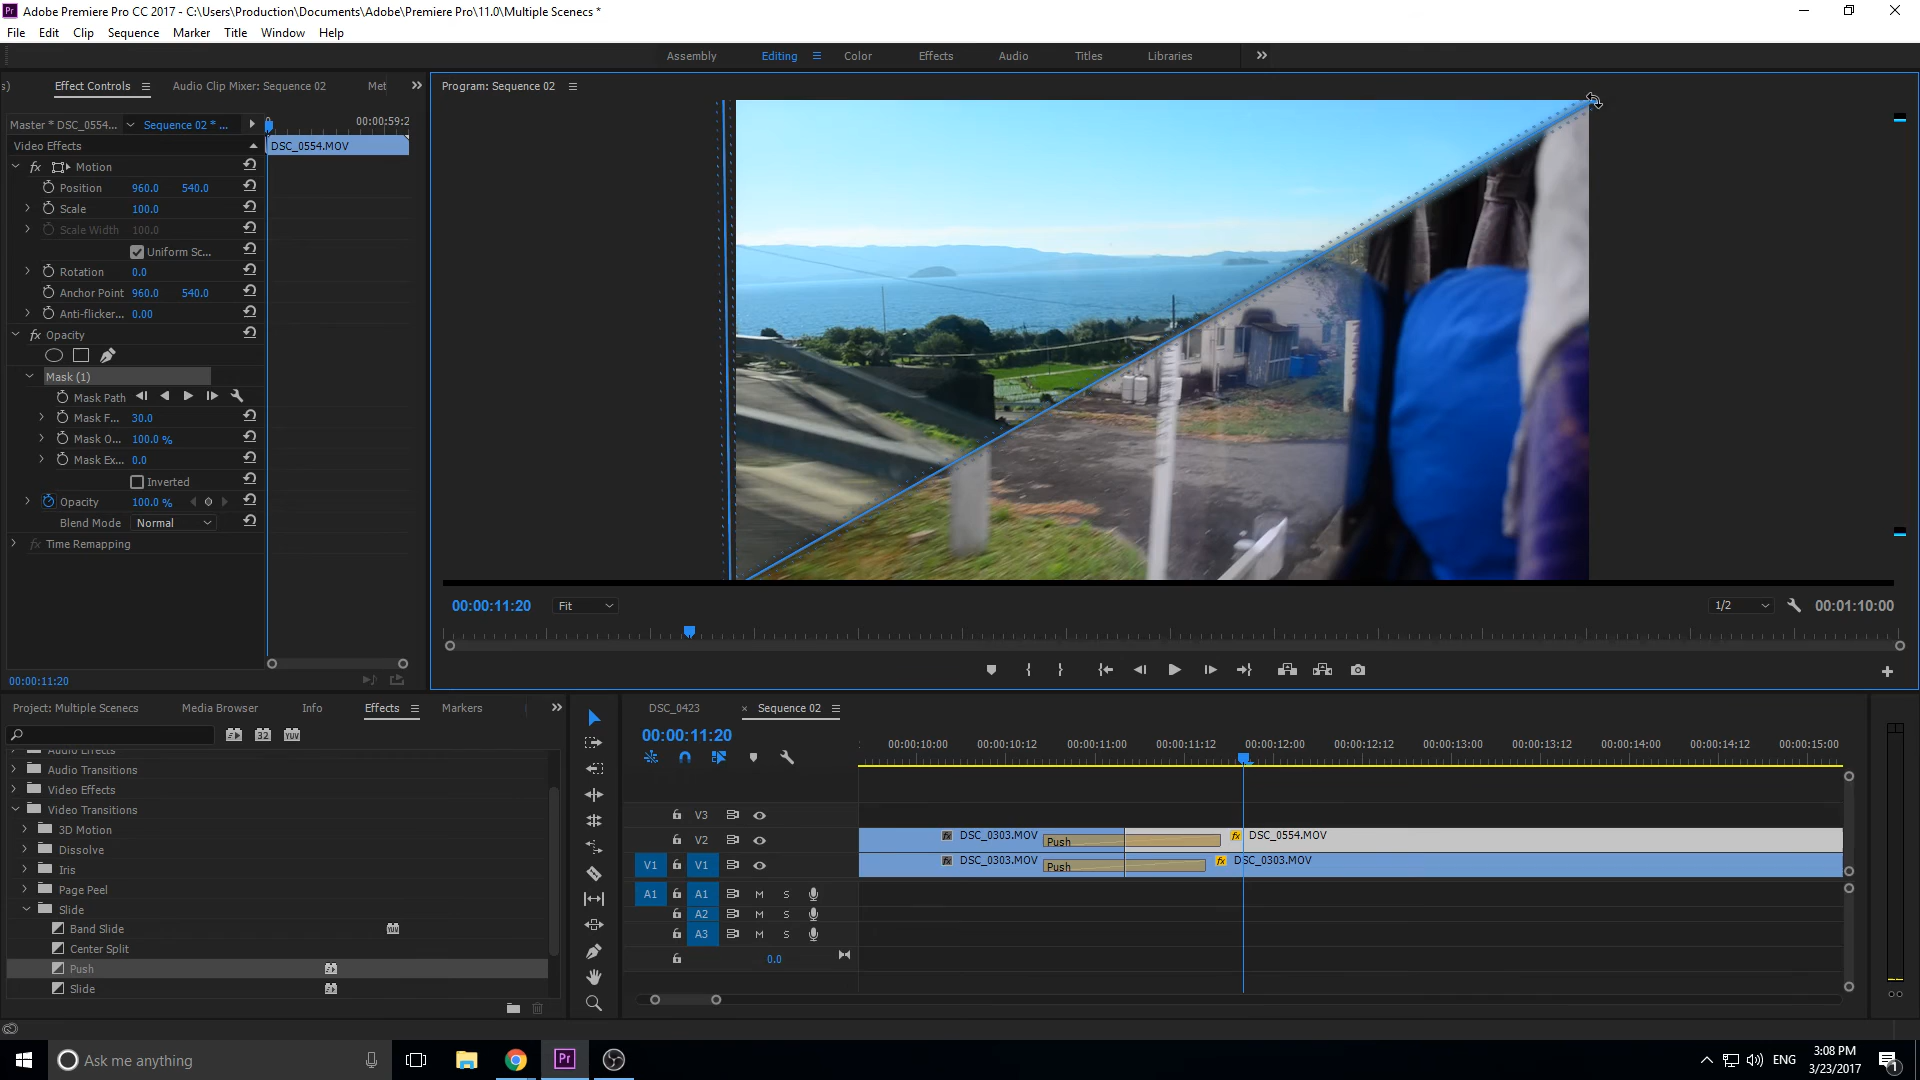 Adobe Premiere Pro CC 2017 - C:\Users\Production\Documents\Adobe\Premiere Pro\11.0\Multiple Scenecs *
File Edit Clip Sequence Marker Title Window Help
Assembly Editing Color Effects Audio Titles Libraries
s) Effect Controls Audio Clip Mixer: Sequence 02 Met
Program: Sequence 02
Master * DSC_0554... Sequence 02 * ... 00:00:59:2
Video Effects DSC_0554.MOV
fx Motion
Position 960.0 540.0
Scale 100.0
Scale Width 100.0
Uniform Sc...
Rotation 0.0
Anchor Point 960.0 540.0
Anti-flicker... 0.00
fx Opacity
Mask (1)
Mask Path
Mask F... 30.0
Mask O... 100.0 %
Mask Ex... 0.0
Inverted
Opacity 100.0 %
Blend Mode Normal
fx Time Remapping
00:00:11:20
00:00:11:20 Fit 1/2 00:01:10:00
Project: Multiple Scenecs Media Browser Info Effects Markers
32 YUV
Audio Effects
Audio Transitions
Video Effects
Video Transitions
3D Motion
Dissolve
Iris
Page Peel
Slide
Band Slide
Center Split
Push
Slide
DSC_0423 × Sequence 02
00:00:11:20
00:00:10:00 00:00:10:12 00:00:11:00 00:00:11:12 00:00:12:00 00:00:12:12 00:00:13:00 00:00:13:12 00:00:14:00 00:00:14:12 00:00:15:00
V3
V2 fx DSC_0303.MOV Push fx DSC_0554.MOV
V1 V1 fx DSC_0303.MOV Push fx DSC_0303.MOV
A1 A1 M S
A2 M S
A3 M S
0.0
Ask me anything Pr ENG 3:08 PM
3/23/2017 1